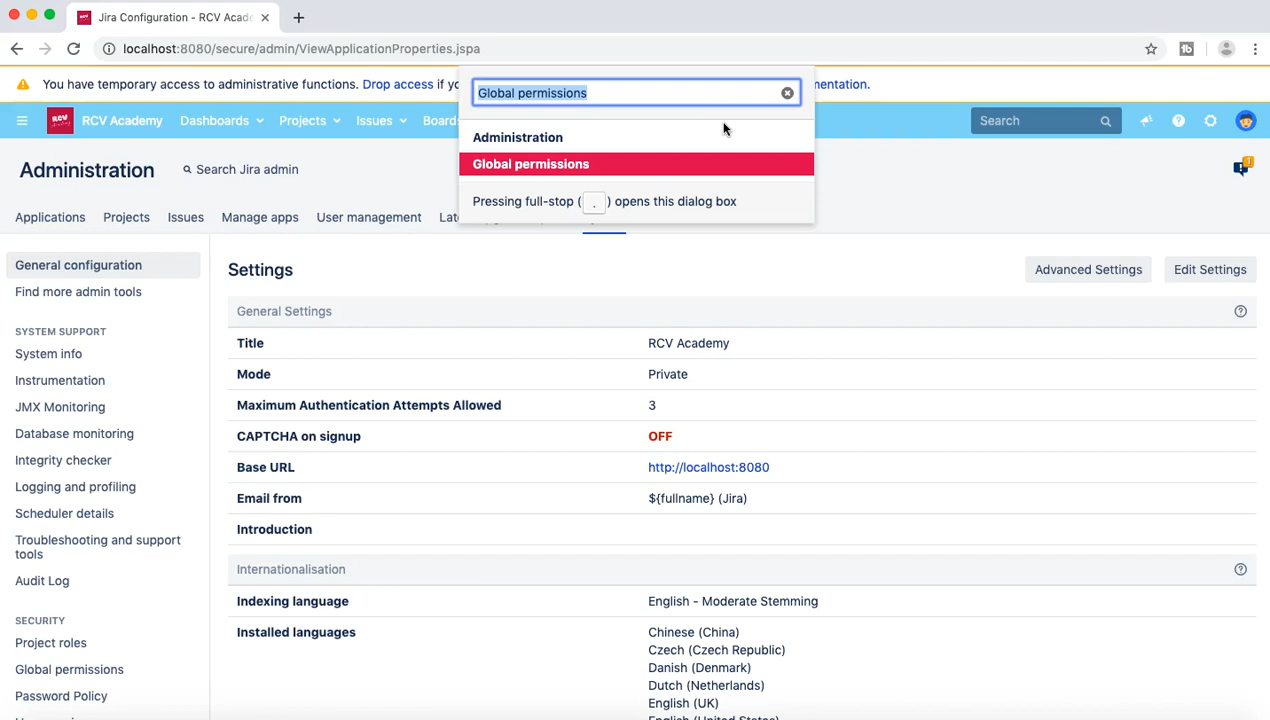 Jira Configuration - RCV Acade
localhost:8080/secure/admin/ViewApplicationProperties.jspa
You have temporary access to administrative functions. Drop access if yo
mentation.
Global permissions
Administration
Global permissions
Pressing full-stop ( . ) opens this dialog box
RCV
RCV Academy
Dashboards
Projects
Issues
Board
Search
Administration
Search Jira admin
Applications
Projects
Issues
Manage apps
User management
General configuration
Find more admin tools
SYSTEM SUPPORT
System info
Instrumentation
JMX Monitoring
Database monitoring
Integrity checker
Logging and profiling
Scheduler details
Troubleshooting and support
tools
Audit Log
SECURITY
Project roles
Global permissions
Password Policy
Settings
Advanced Settings
Edit Settings
General Settings
Title RCV Academy
Mode Private
Maximum Authentication Attempts Allowed 3
CAPTCHA on signup OFF
Base URL http://localhost:8080
Email from ${fullname} (Jira)
Introduction
Internationalisation
Indexing language English - Moderate Stemming
Installed languages Chinese (China)
Czech (Czech Republic)
Danish (Denmark)
Dutch (Netherlands)
English (UK)
English (United States)